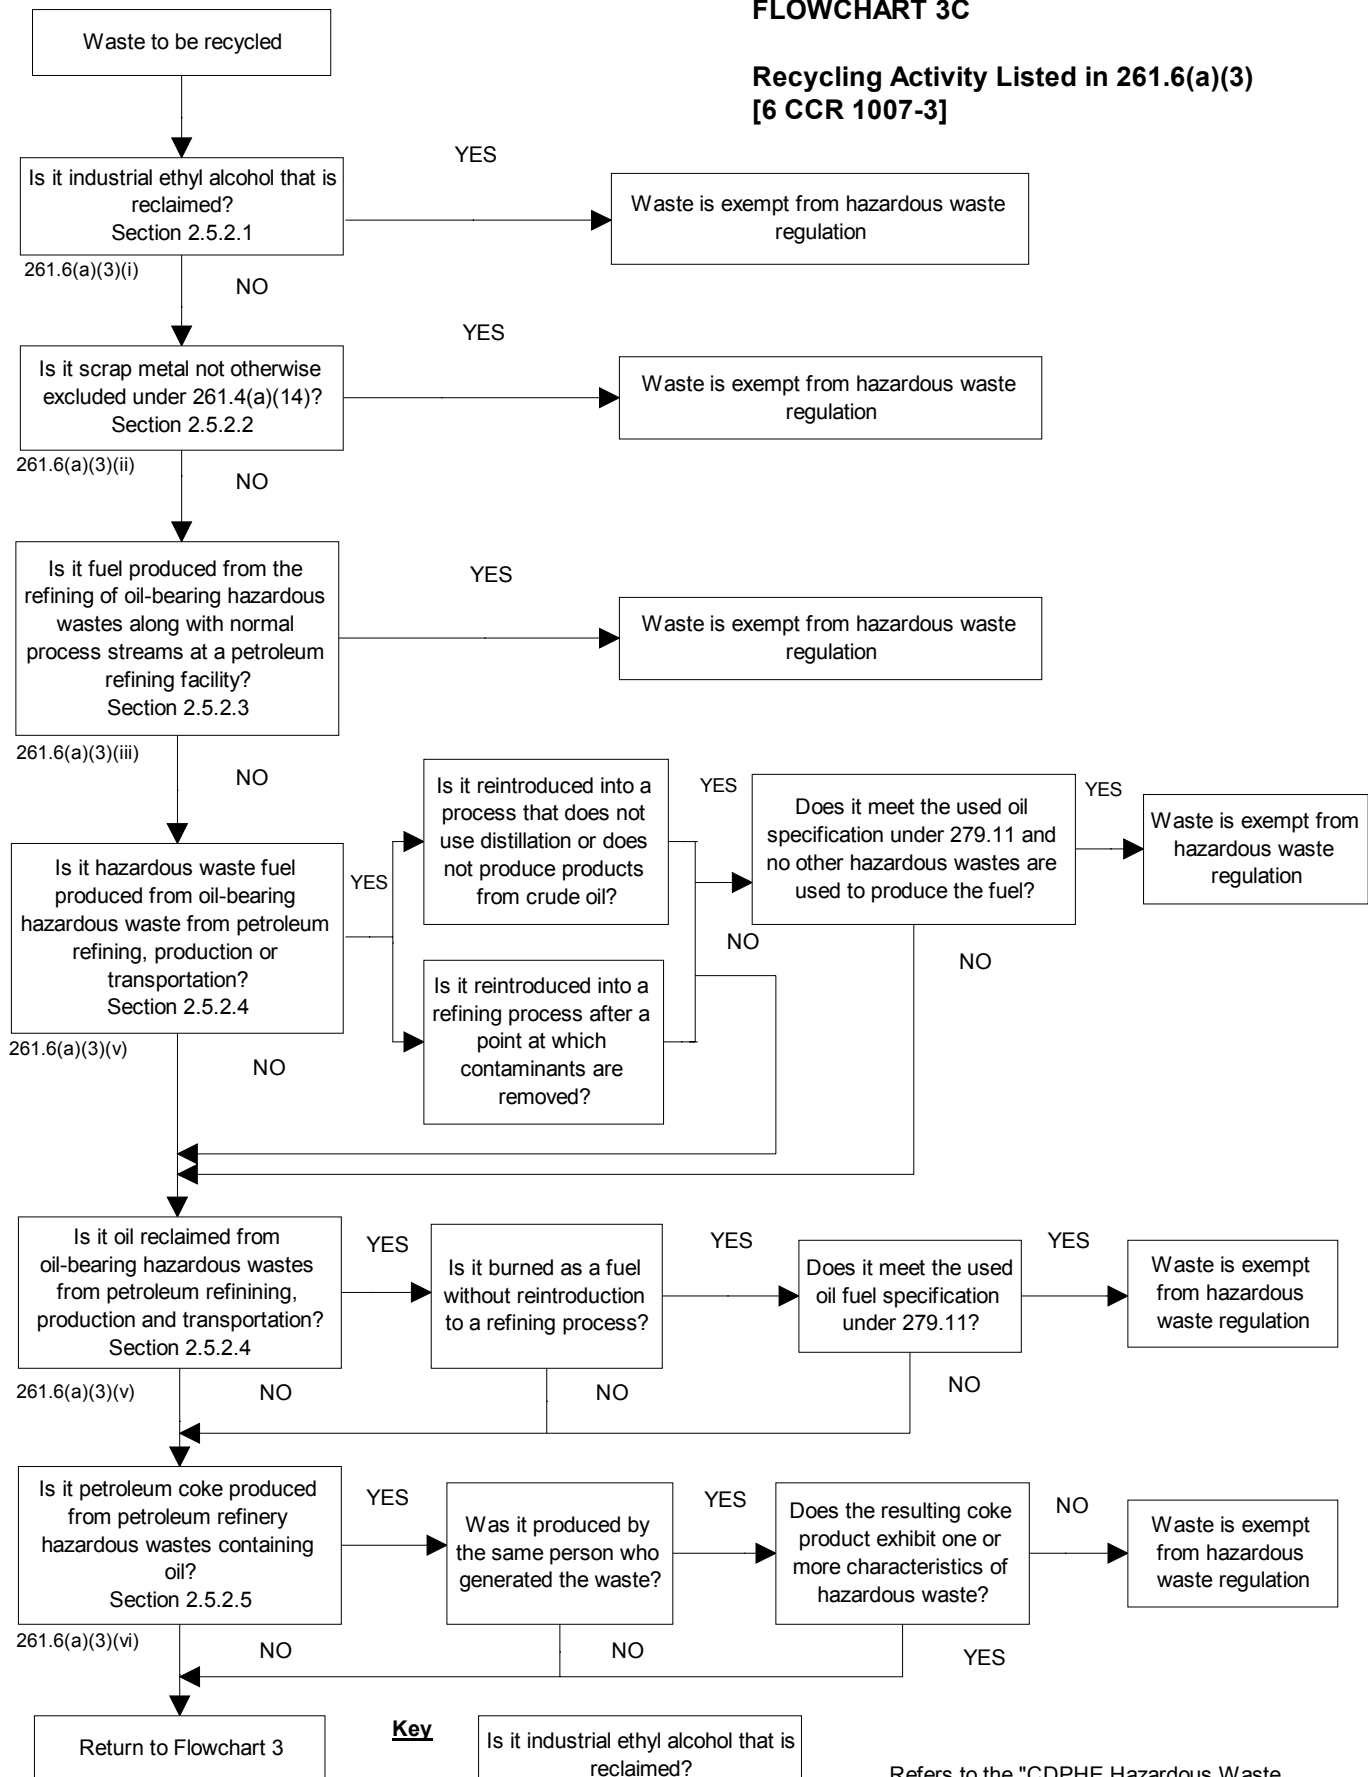 FLOWCHART 3C
Recycling Activity Listed in 261.6(a)(3)
[6 CCR 1007-3]
Waste to be recycled
Is it industrial ethyl alcohol that is
reclaimed?
Section 2.5.2.1
261.6(a)(3)(i)
YES
Waste is exempt from hazardous waste
regulation
NO
Is it scrap metal not otherwise
excluded under 261.4(a)(14)?
Section 2.5.2.2
261.6(a)(3)(ii)
YES
Waste is exempt from hazardous waste
regulation
NO
Is it fuel produced from the
refining of oil-bearing hazardous
wastes along with normal
process streams at a petroleum
refining facility?
Section 2.5.2.3
261.6(a)(3)(iii)
YES
Waste is exempt from hazardous waste
regulation
NO
Is it hazardous waste fuel
produced from oil-bearing
hazardous waste from petroleum
refining, production or
transportation?
Section 2.5.2.4
261.6(a)(3)(v)
YES
Is it reintroduced into a
process that does not
use distillation or does
not produce products
from crude oil?
Is it reintroduced into a
refining process after a
point at which
contaminants are
removed?
YES
NO
Does it meet the used oil
specification under 279.11 and
no other hazardous wastes are
used to produce the fuel?
YES
NO
Waste is exempt from
hazardous waste
regulation
NO
Is it oil reclaimed from
oil-bearing hazardous wastes
from petroleum refinining,
production and transportation?
Section 2.5.2.4
261.6(a)(3)(v)
YES
Is it burned as a fuel
without reintroduction
to a refining process?
YES
Does it meet the used
oil fuel specification
under 279.11?
YES
Waste is exempt
from hazardous
waste regulation
NO
NO
NO
Is it petroleum coke produced
from petroleum refinery
hazardous wastes containing
oil?
Section 2.5.2.5
261.6(a)(3)(vi)
YES
Was it produced by
the same person who
generated the waste?
YES
Does the resulting coke
product exhibit one or
more characteristics of
hazardous waste?
NO
Waste is exempt
from hazardous
waste regulation
NO
NO
YES
Return to Flowchart 3
Key
Is it industrial ethyl alcohol that is
reclaimed?
Refers to the "CDPHE Hazardous Waste